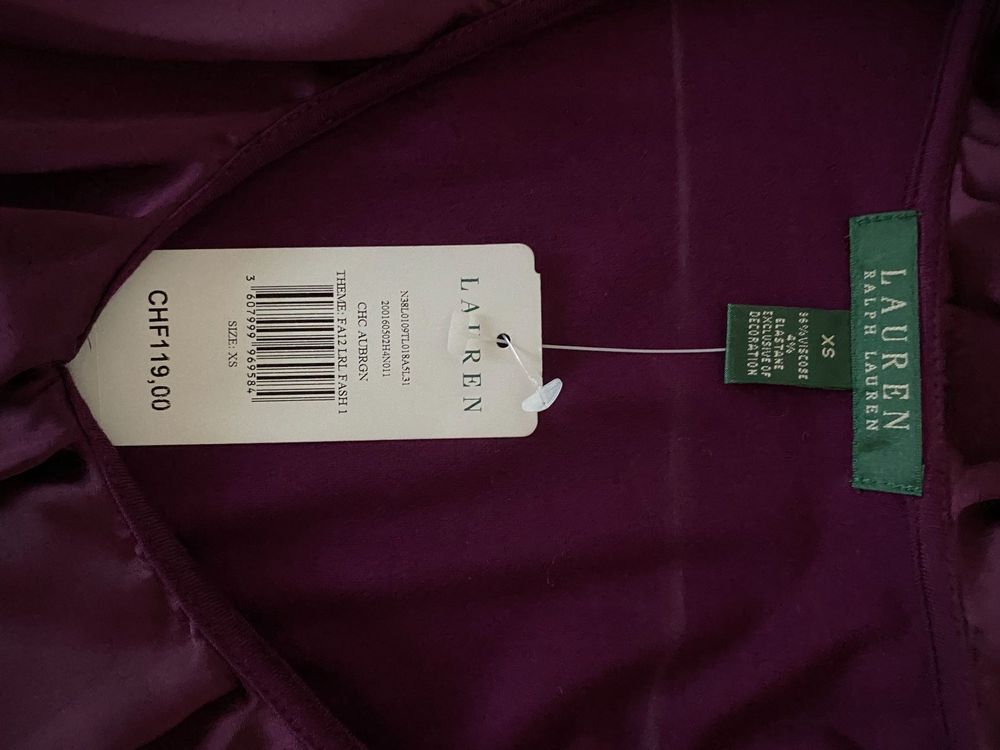 LAUREN
RALPH LAUREN
XS
96% VISCOSE
4%
ELASTANE
EXCLUSIVE OF
DECORATION
LAUREN
N38L0109TL018A5L31
200160502H4N011
CHC AUBRGN
THEME: FA12 LRL FASH 1
3 607999 969584
SIZE: XS
CHF119,00